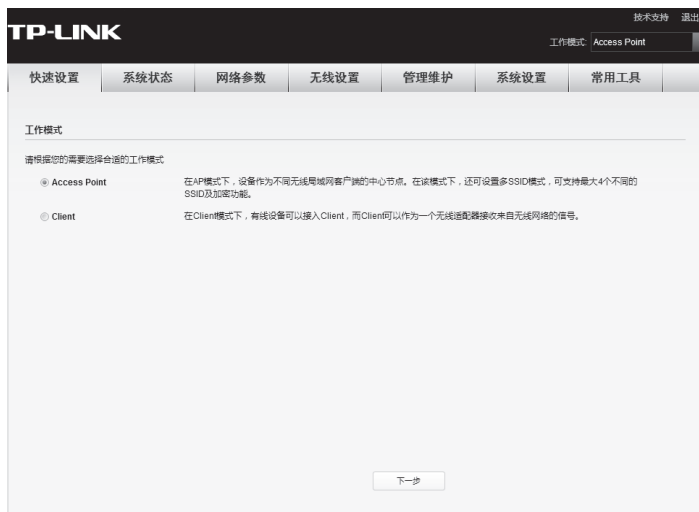 技术支持 退出
TP-LINK
工作模式: Access Point
快速设置 系统状态 网络参数 无线设置 管理维护 系统设置 常用工具
工作模式
请根据您的需要选择合适的工作模式
Access Point 在AP模式下，设备作为不同无线局域网客户端的中心节点。在该模式下，还可设置多SSID模式，可支持最大4个不同的
SSID及加密功能。
Client 在Client模式下，有线设备可以接入Client，而Client可以作为一个无线适配器接收来自无线网络的信号。
下一步